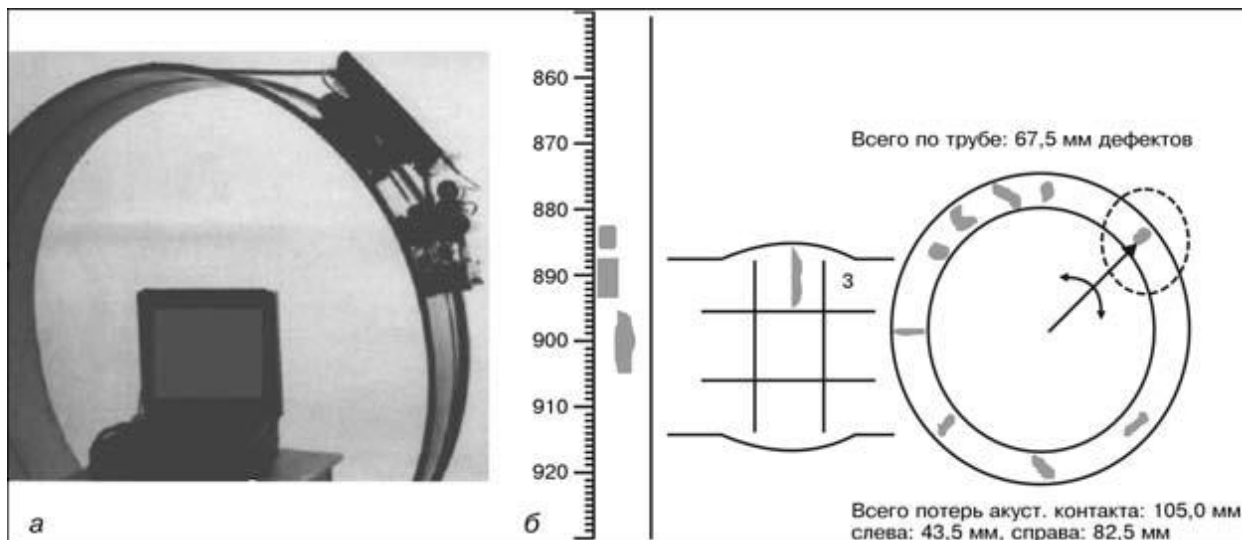 860
870
880
890
900
910
920
Всего по трубе: 67,5 мм дефектов
3
Всего потерь акуст. контакта: 105,0 мм
слева: 43,5 мм, справа: 82,5 мм
а
б